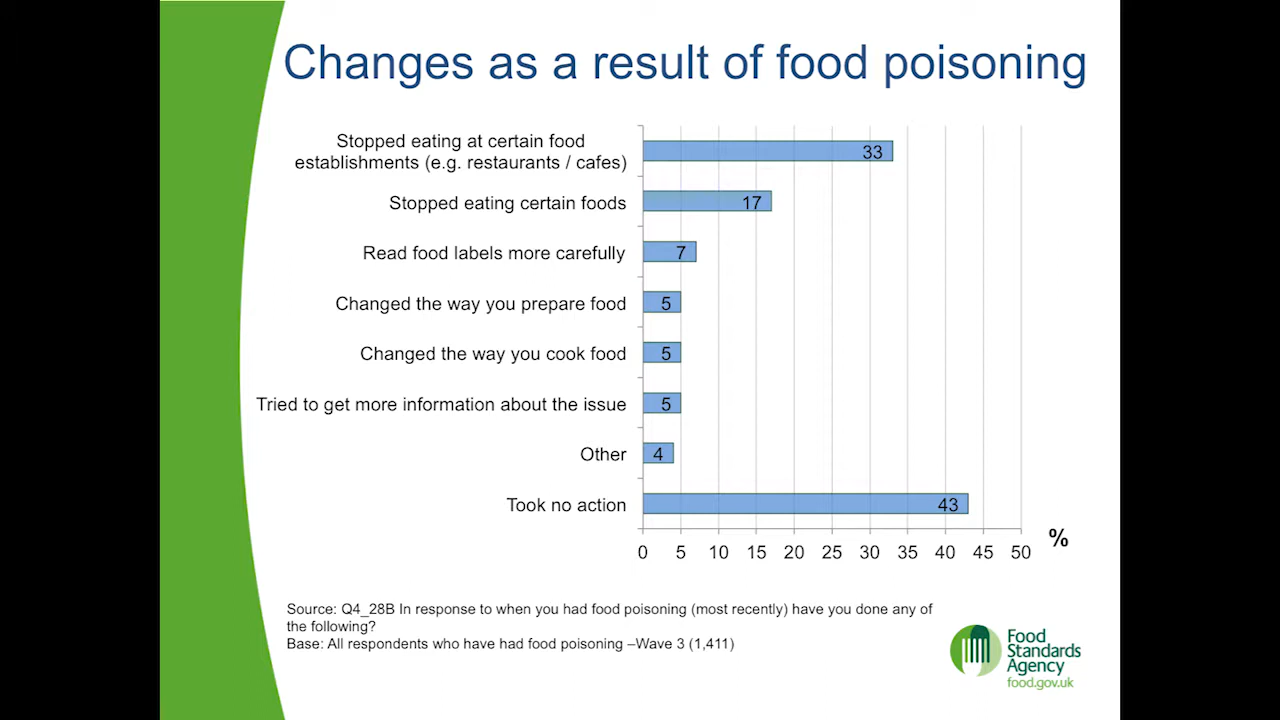 Changes as a result of food poisoning
Stopped eating at certain food
establishments (e.g. restaurants / cafes)
33
Stopped eating certain foods
17
Read food labels more carefully
7
Changed the way you prepare food
5
Changed the way you cook food
5
Tried to get more information about the issue
5
Other
4
Took no action
43
0 5 10 15 20 25 30 35 40 45 50
%
Source: Q4_28B In response to when you had food poisoning (most recently) have you done any of
the following?
Base: All respondents who have had food poisoning –Wave 3 (1,411)
Food
Standards
Agency
food.gov.uk